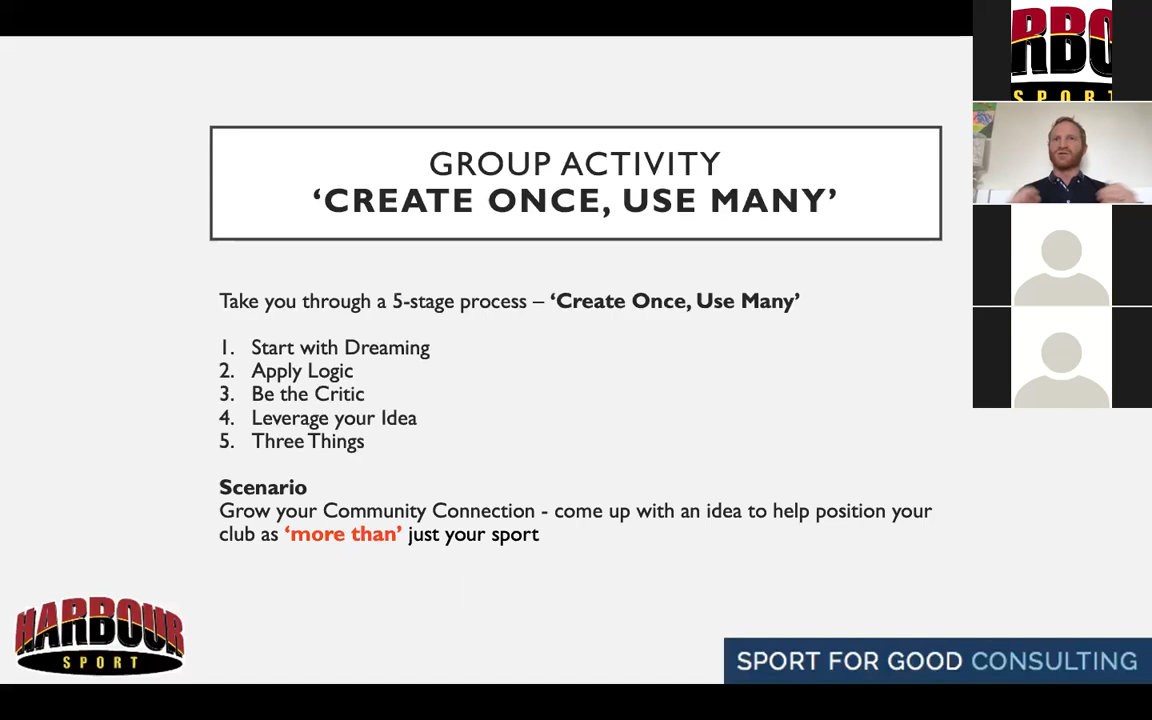 GROUP ACTIVITY
‘CREATE ONCE, USE MANY’
Take you through a 5-stage process – ‘Create Once, Use Many’
1. Start with Dreaming
2. Apply Logic
3. Be the Critic
4. Leverage your Idea
5. Three Things
Scenario
Grow your Community Connection - come up with an idea to help position your
club as ‘more than’ just your sport
HARBOUR
SPORT
SPORT FOR GOOD CONSULTING
RBO
SPORT